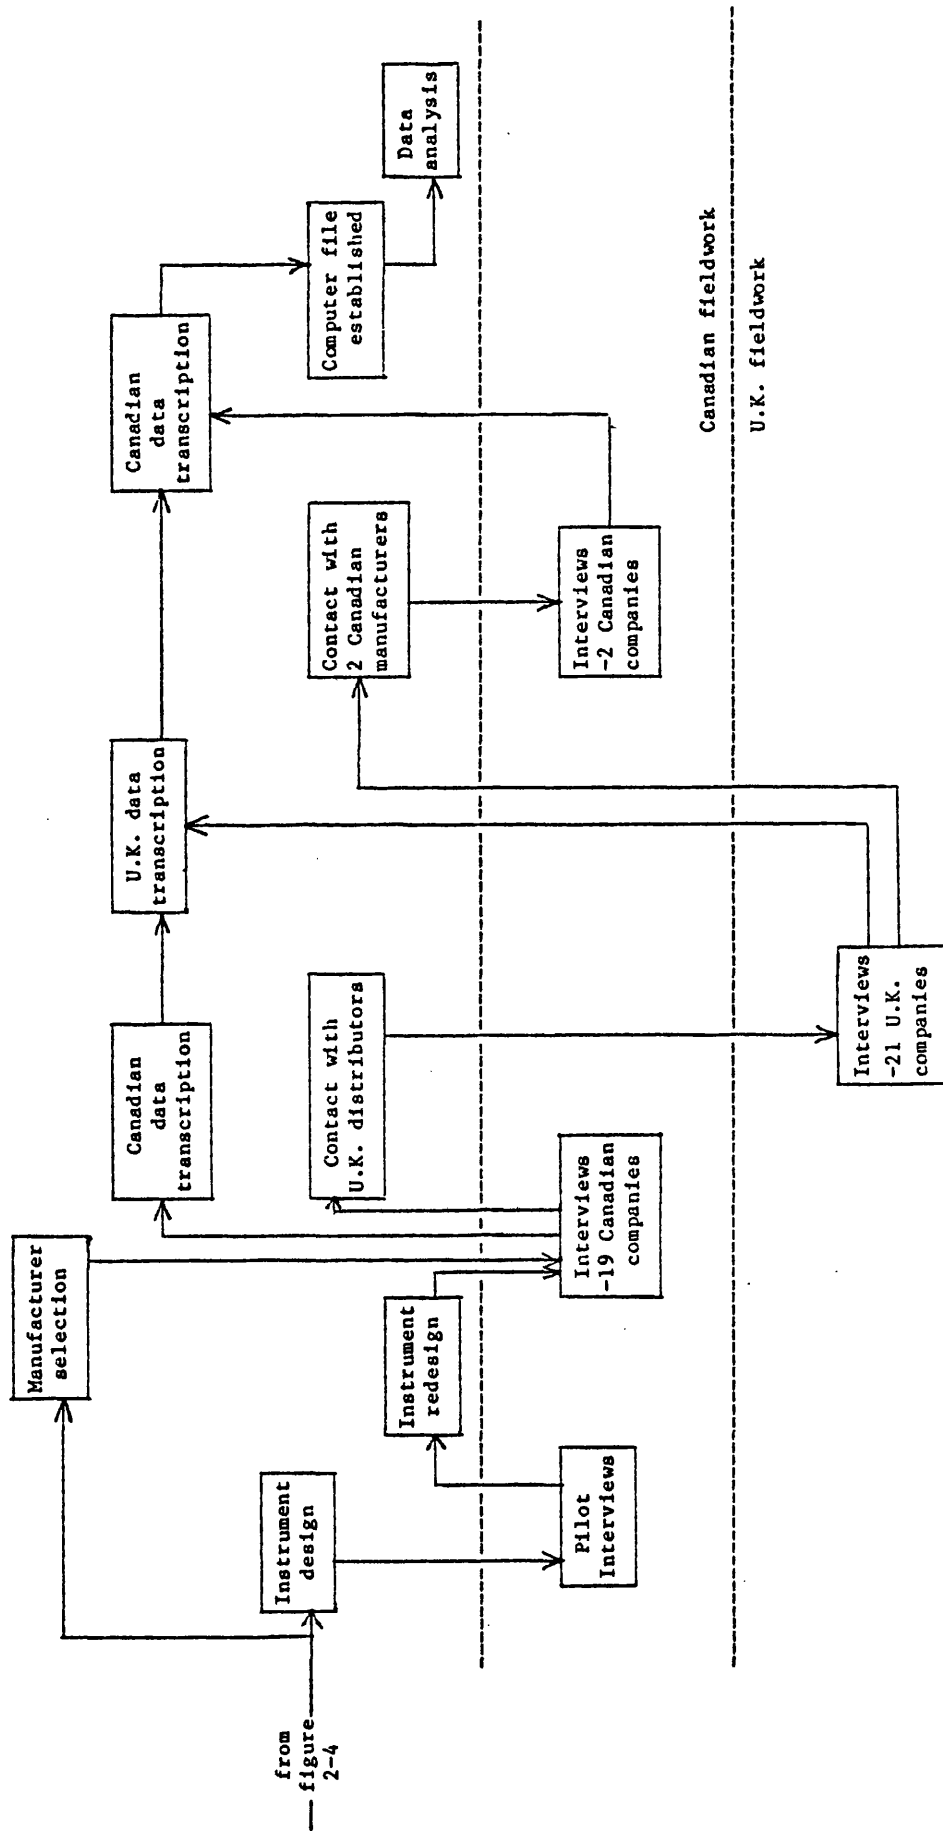 from
figure
2-4
Manufacturer
selection
Instrument
design
Pilot
Interviews
Instrument
redesign
Interviews
-19 Canadian
companies
Canadian
data
transcription
Contact with
U.K. distributors
Interviews
-21 U.K.
companies
U.K. data
transcription
Contact with
2 Canadian
manufacturers
Interviews
-2 Canadian
companies
Canadian
data
transcription
Computer file
established
Data
analysis
Canadian fieldwork
U.K. fieldwork